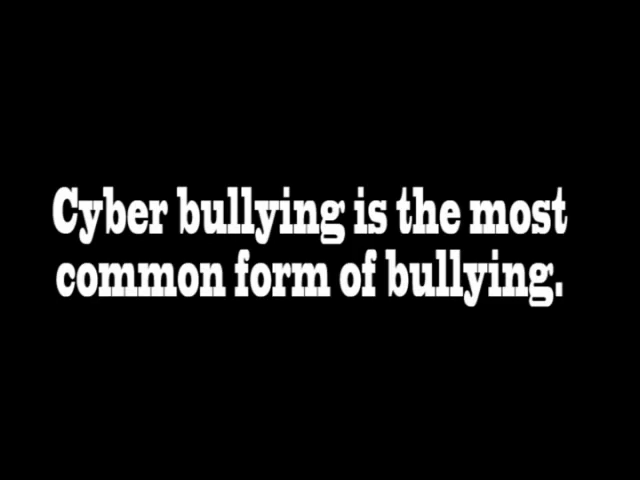 Cyber bullying is the most
common form of bullying.